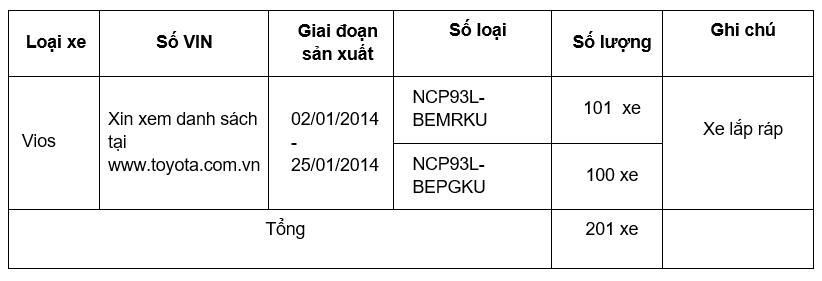 Loại xe
Số VIN
Giai đoạn
sản xuất
Số loại
Số lượng
Ghi chú
Vios
Xin xem danh sách
tại
www.toyota.com.vn
02/01/2014
-
25/01/2014
NCP93L-
BEMRKU
101 xe
NCP93L-
BEPGKU
100 xe
Xe lắp ráp
Tổng
201 xe